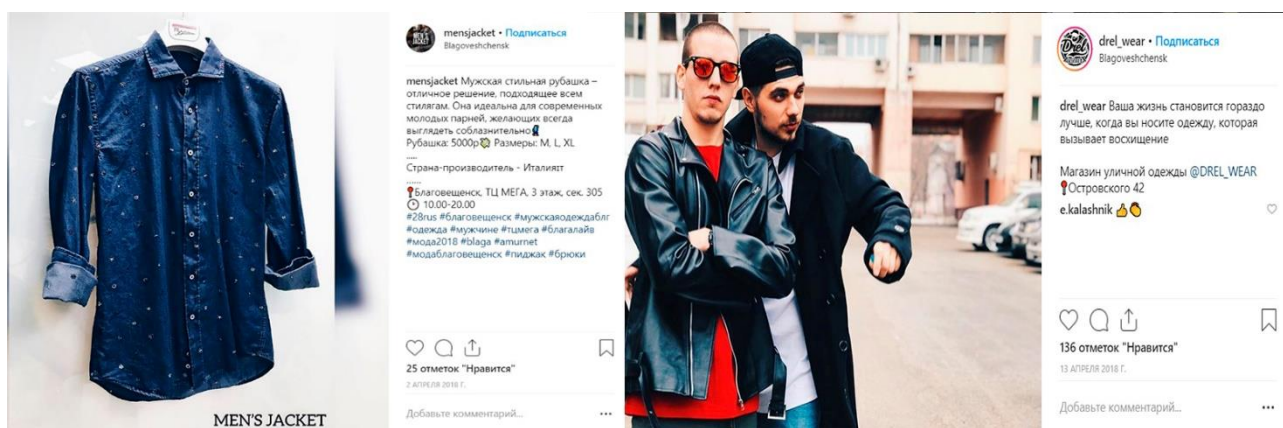 MEN'S JACKET
MEN'S
JACKET
mensjacket • Подписаться
Blagoveshchensk
mensjacket Мужская стильная рубашка –
отличное решение, подходящее всем
стилягам. Она идеальна для современных
молодых парней, желающих всегда
выглядеть соблазнительно
Рубашка: 5000р Размеры: M, L, XL
.....
Страна-производитель - Италияіт
......
Благовещенск, ТЦ МЕГА, 3 этаж, сек. 305
10.00-20.00
#28rus #благовещенск #мужскаяодеждаблг
#одежда #мужчине #тцмега #благалайв
#мода2018 #blaga #amurnet
#модаблаговещенск #пиджак #брюки
25 отметок "Нравится"
2 АПРЕЛЯ 2018 Г.
Добавьте комментарий...
Drel
drel_wear • Подписаться
Blagoveshchensk
drel_wear Ваша жизнь становится гораздо
лучше, когда вы носите одежду, которая
вызывает восхищение
Магазин уличной одежды @DREL_WEAR
Островского 42
e.kalashnik
136 отметок "Нравится"
13 АПРЕЛЯ 2018 Г.
Добавьте комментарий...